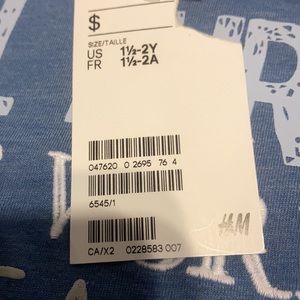 $
SIZE/TAILLE
US 1½-2Y
FR 1½-2A
047620 0 2695 76 4
6545/1
H&M
CA/X2 0228583 007